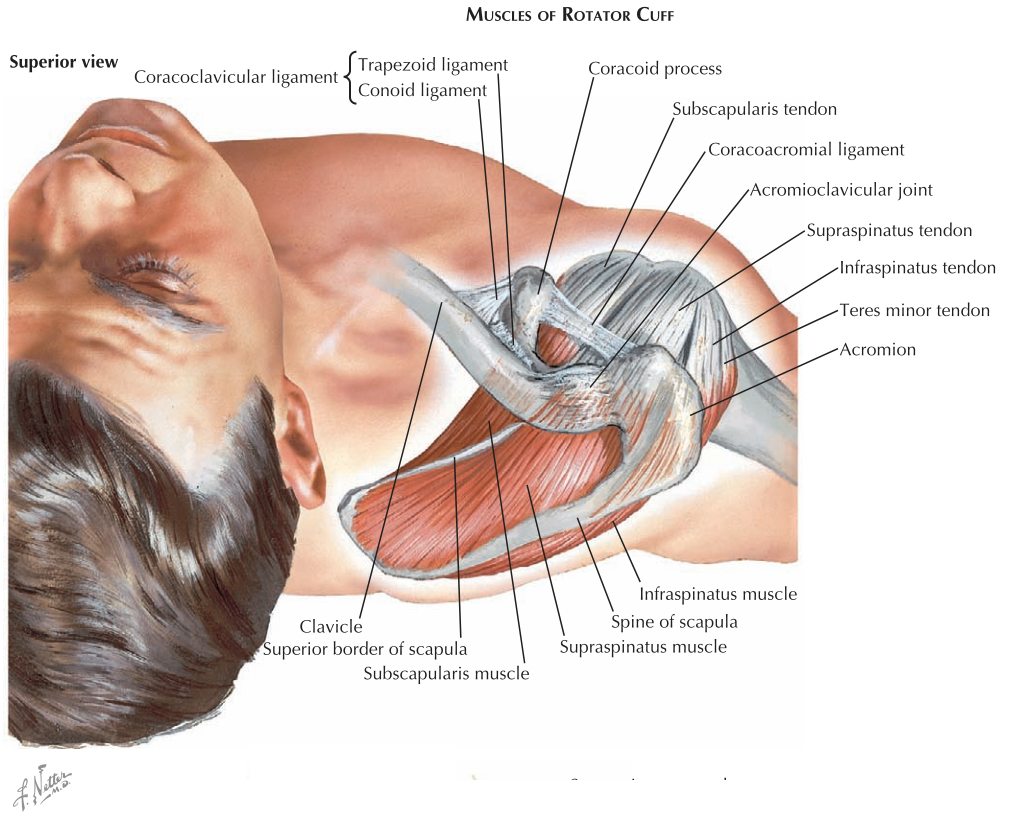 MUSCLES OF ROTATOR CUFF
Superior view
Coracoclavicular ligament
Trapezoid ligament
Conoid ligament
Coracoid process
Subscapularis tendon
Coracoacromial ligament
Acromioclavicular joint
Supraspinatus tendon
Infraspinatus tendon
Teres minor tendon
Acromion
Infraspinatus muscle
Spine of scapula
Supraspinatus muscle
Clavicle
Superior border of scapula
Subscapularis muscle
F. Netter
M.D.